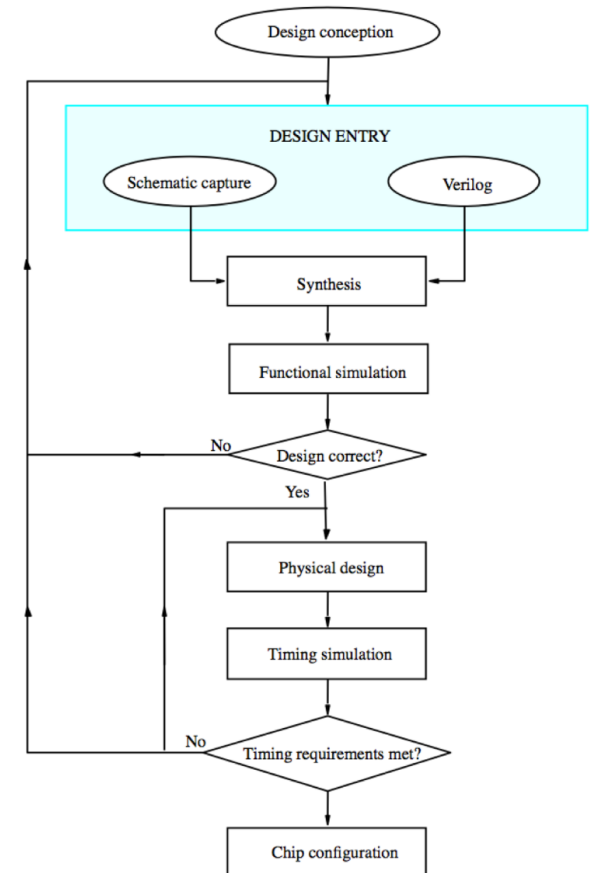 Design conception
DESIGN ENTRY
Schematic capture
Verilog
Synthesis
Functional simulation
No
Design correct?
Yes
Physical design
Timing simulation
No
Timing requirements met?
Chip configuration